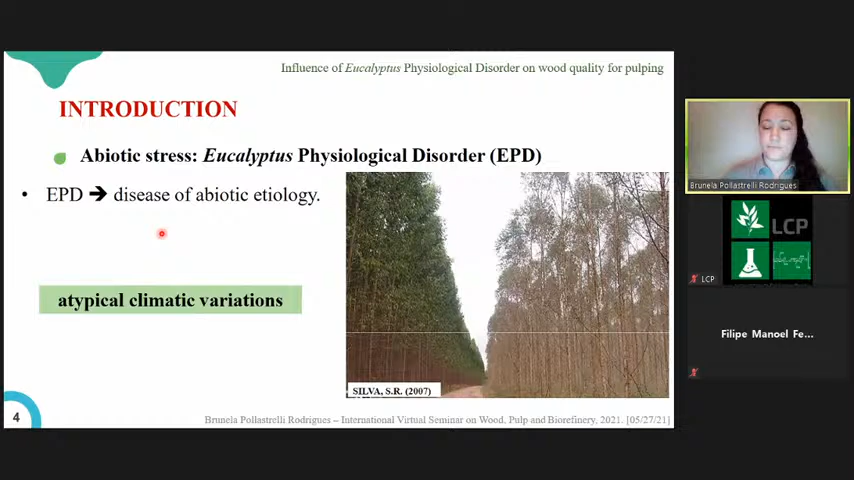 Influence of Eucalyptus Physiological Disorder on wood quality for pulping
INTRODUCTION
Abiotic stress: Eucalyptus Physiological Disorder (EPD)
• EPD ➔ disease of abiotic etiology.
atypical climatic variations
SILVA, S.R. (2007)
4
Brunela Pollastrelli Rodrigues – International Virtual Seminar on Wood, Pulp and Biorefinery, 2021. [05/27/21]
Brunela Pollastrelli Rodrigues
LCP
LCP
Filipe Manoel Fe...